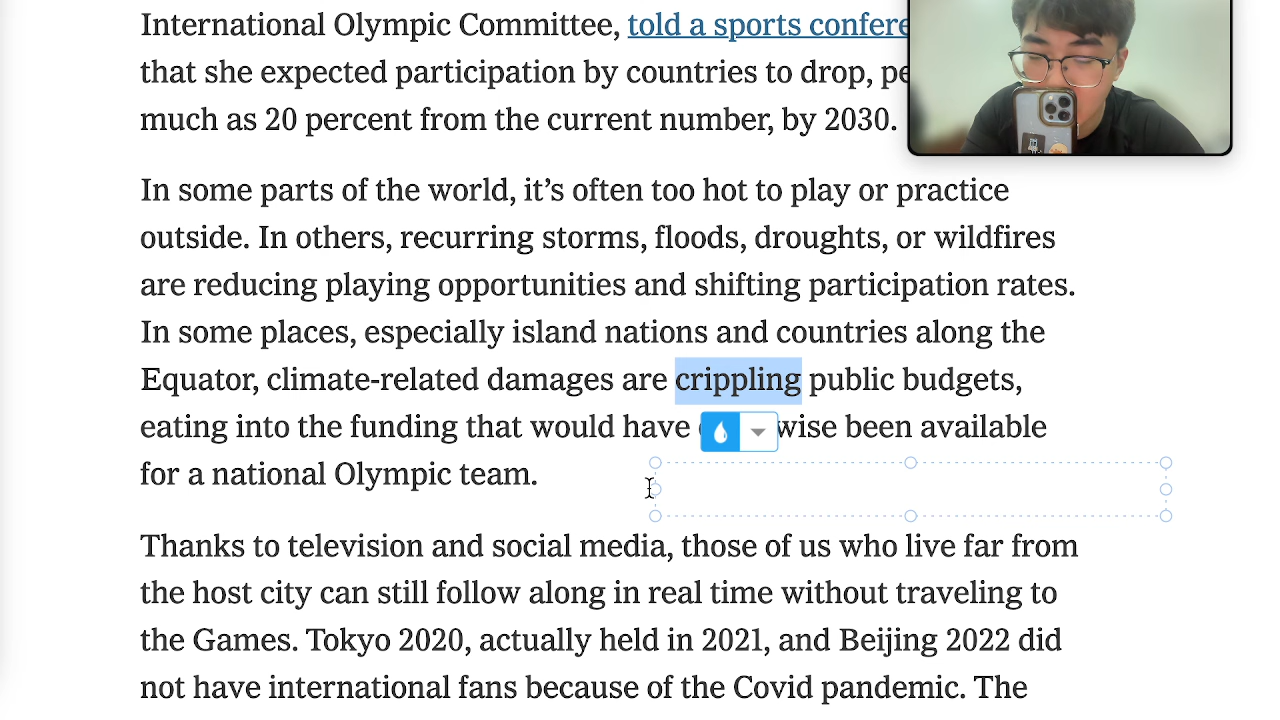 International Olympic Committee, told a sports
that she expected participation by countries to drop,
much as 20 percent from the current number, by 2030.
In some parts of the world, it’s often too hot to play or practice
outside. In others, recurring storms, floods, droughts, or wildfires
are reducing playing opportunities and shifting participation rates.
In some places, especially island nations and countries along the
Equator, climate-related damages are crippling public budgets,
eating into the funding that would have been available
for a national Olympic team.
Thanks to television and social media, those of us who live far from
the host city can still follow along in real time without traveling to
the Games. Tokyo 2020, actually held in 2021, and Beijing 2022 did
not have international fans because of the Covid pandemic. The